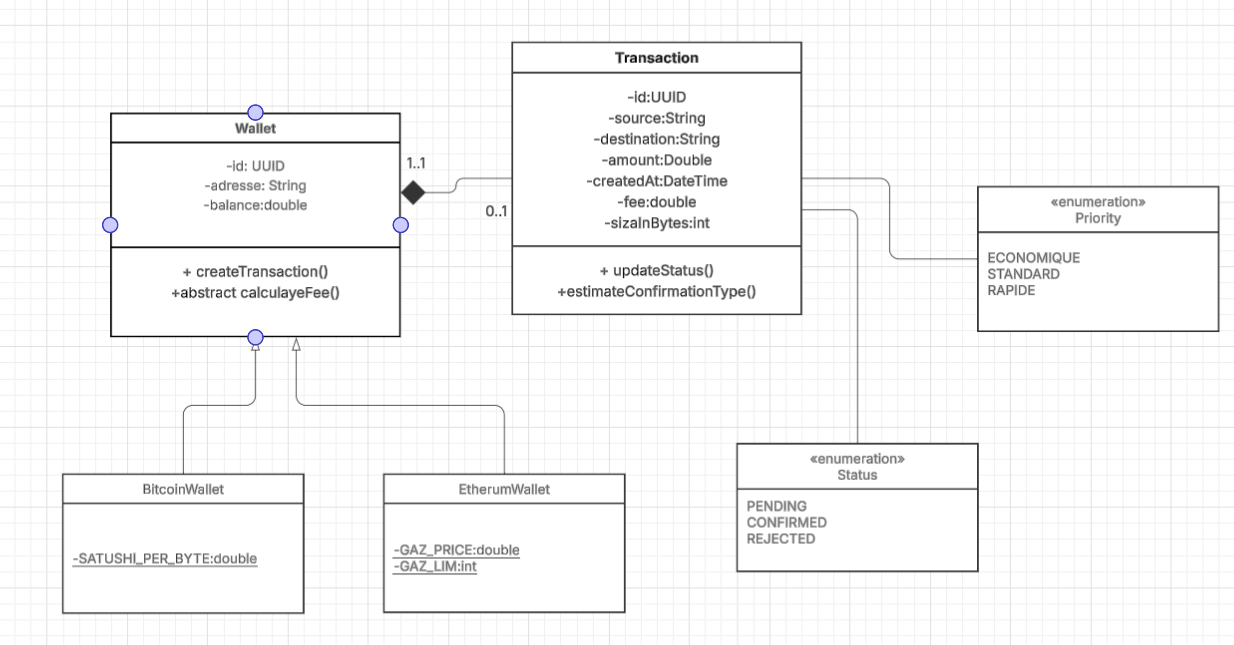 Transaction
-id:UUID
-source:String
-destination:String
-amount:Double
-createdAt:DateTime
-fee:double
-sizaInBytes:int
+ updateStatus()
+estimateConfirmationType()
Wallet
-id: UUID
-adresse: String
-balance:double
+ createTransaction()
+abstract calculayeFee()
1..1
0..1
«enumeration»
Priority
ECONOMIQUE
STANDARD
RAPIDE
BitcoinWallet
-SATUSHI_PER_BYTE:double
EtherumWallet
-GAZ_PRICE:double
-GAZ_LIM:int
«enumeration»
Status
PENDING
CONFIRMED
REJECTED